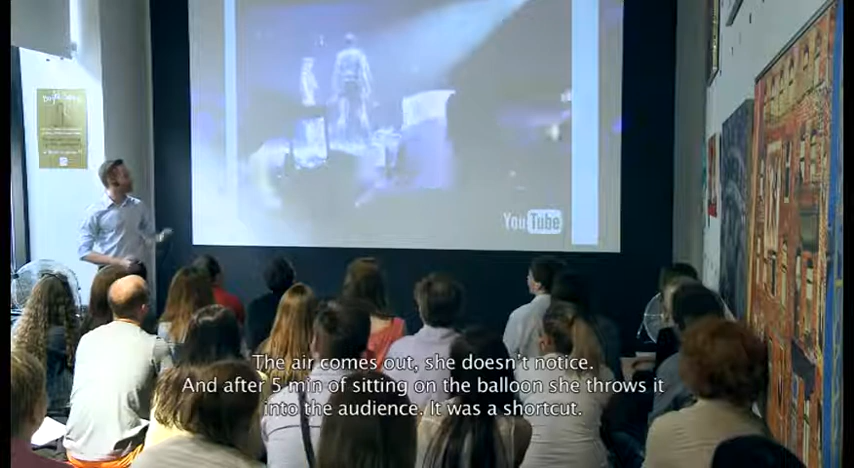 YouTube
The air comes out, she doesn't notice.
And after 5 min of sitting on the balloon she throws it
into the audience. It was a shortcut.